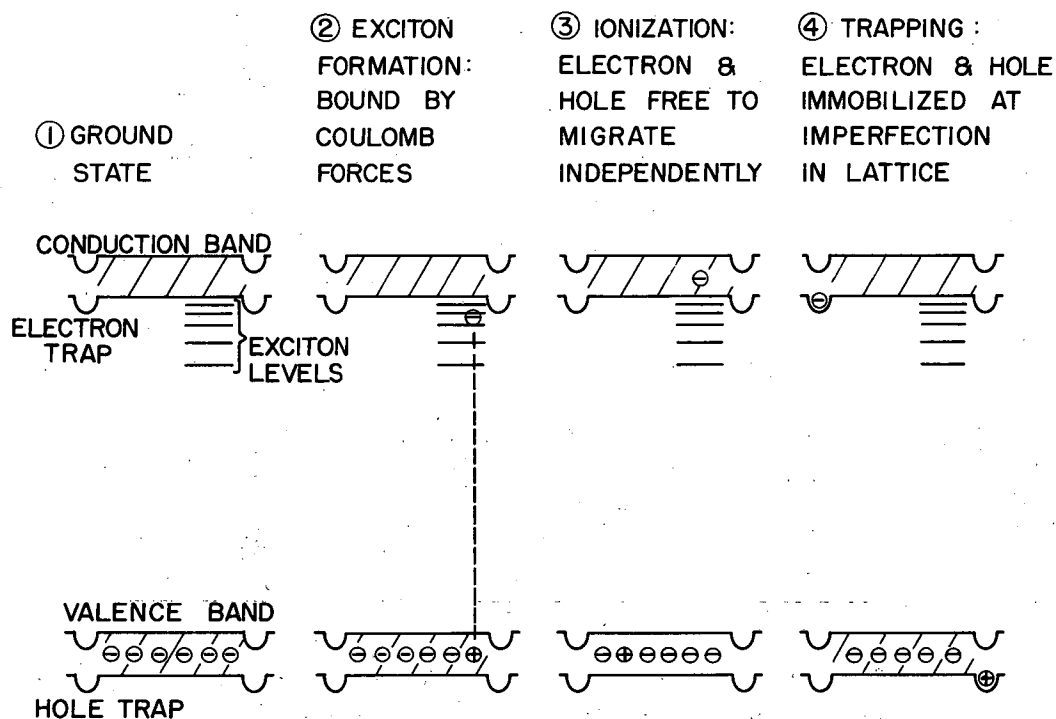 ① GROUND
STATE
② EXCITON
FORMATION:
BOUND BY
COULOMB
FORCES
③ IONIZATION:
ELECTRON &
HOLE FREE TO
MIGRATE
INDEPENDENTLY
④ TRAPPING :
ELECTRON & HOLE
IMMOBILIZED AT
IMPERFECTION
IN LATTICE
CONDUCTION BAND
ELECTRON
TRAP
EXCITON
LEVELS
VALENCE BAND
HOLE TRAP